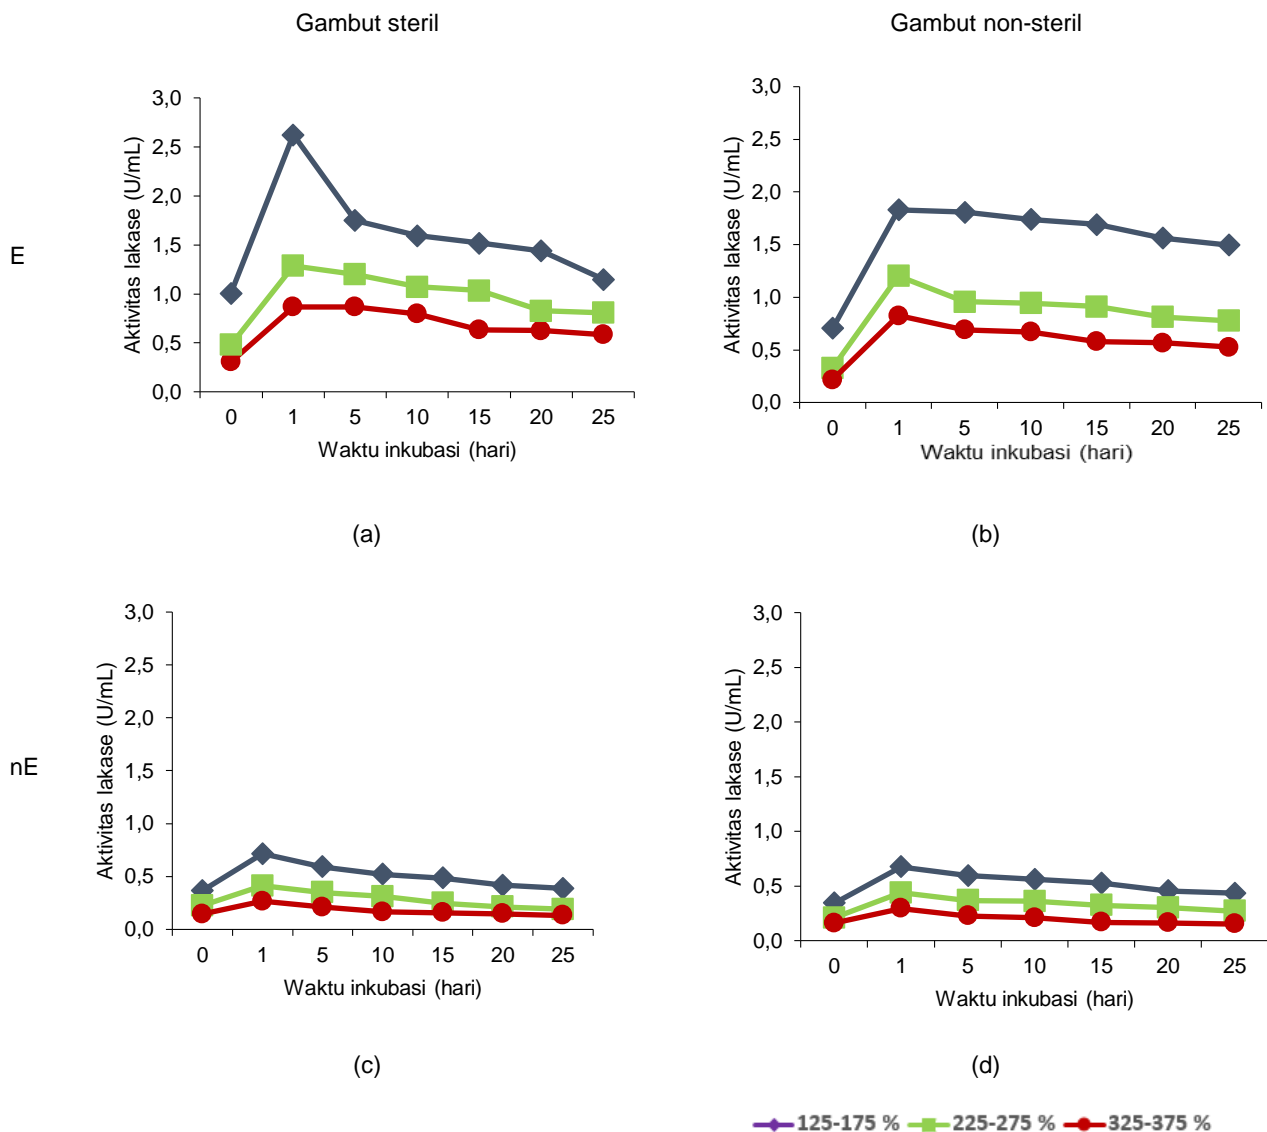 Gambut steril
Gambut non-steril
E
Aktivitas lakase (U/mL)
3,0
2,5
2,0
1,5
1,0
0,5
0,0
0 1 5 10 15 20 25
Waktu inkubasi (hari)
(a)
Aktivitas lakase (U/mL)
3,0
2,5
2,0
1,5
1,0
0,5
0,0
0 1 5 10 15 20 25
Waktu inkubasi (hari)
(b)
nE
Aktivitas lakase (U/mL)
3,0
2,5
2,0
1,5
1,0
0,5
0,0
0 1 5 10 15 20 25
Waktu inkubasi (hari)
(c)
Aktivitas lakase (U/mL)
3,0
2,5
2,0
1,5
1,0
0,5
0,0
0 1 5 10 15 20 25
Waktu inkubasi (hari)
(d)
125-175 % 225-275 % 325-375 %